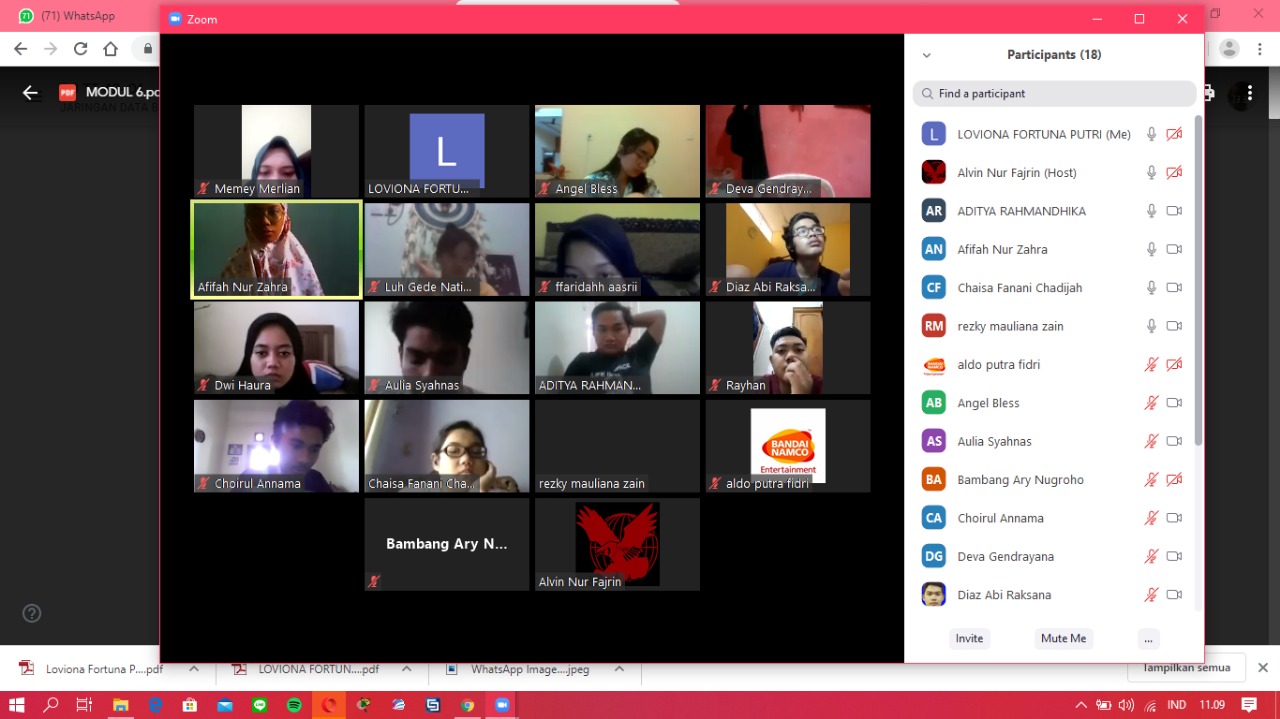 (71) WhatsApp
Zoom
MODUL 6.pd
JARINGAN DATA B
Participants (18)
Find a participant
Memey Merlian
L
LOVIONA FORTU...
Angel Bless
Deva Gendray...
Afifah Nur Zahra
Luh Gede Nati...
ffaridahh aasrii
Diaz Abi Raksa...
Dwi Haura
Aulia Syahnas
ADITYA RAHMAN...
Rayhan
Choirul Annama
Chaisa Fanani Cha...
rezky mauliana zain
BANDAI
NAMCO
Entertainment
aldo putra fidri
Bambang Ary N...
Alvin Nur Fajrin
L LOVIONA FORTUNA PUTRI (Me)
Alvin Nur Fajrin (Host)
AR ADITYA RAHMANDHIKA
AN Afifah Nur Zahra
CF Chaisa Fanani Chadijah
RM rezky mauliana zain
aldo putra fidri
AB Angel Bless
AS Aulia Syahnas
BA Bambang Ary Nugroho
CA Choirul Annama
DG Deva Gendrayana
Diaz Abi Raksana
Invite
Mute Me
...
Loviona Fortuna P....pdf
LOVIONA FORTUN....pdf
WhatsApp Image....jpeg
Tampilkan semua
IND
11.09